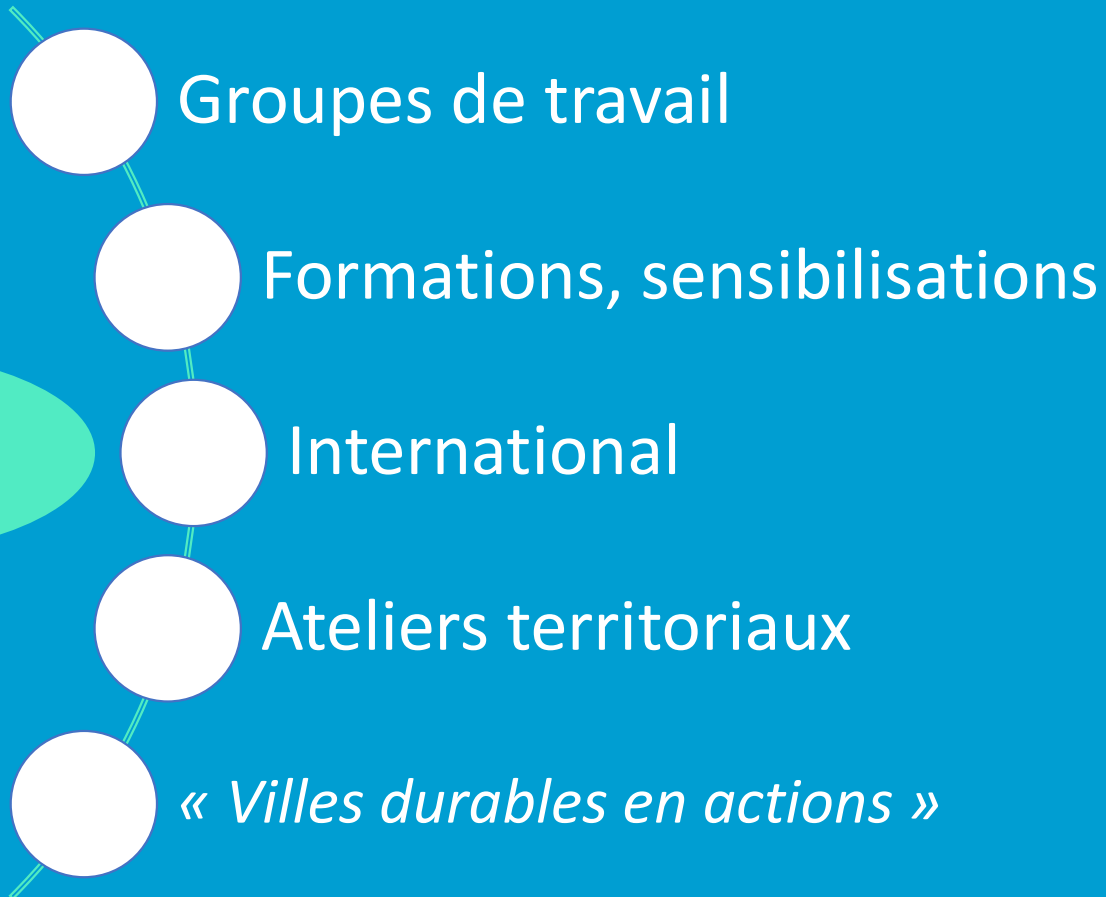 Groupes de travail
Formations, sensibilisations
International
Ateliers territoriaux
« Villes durables en actions »